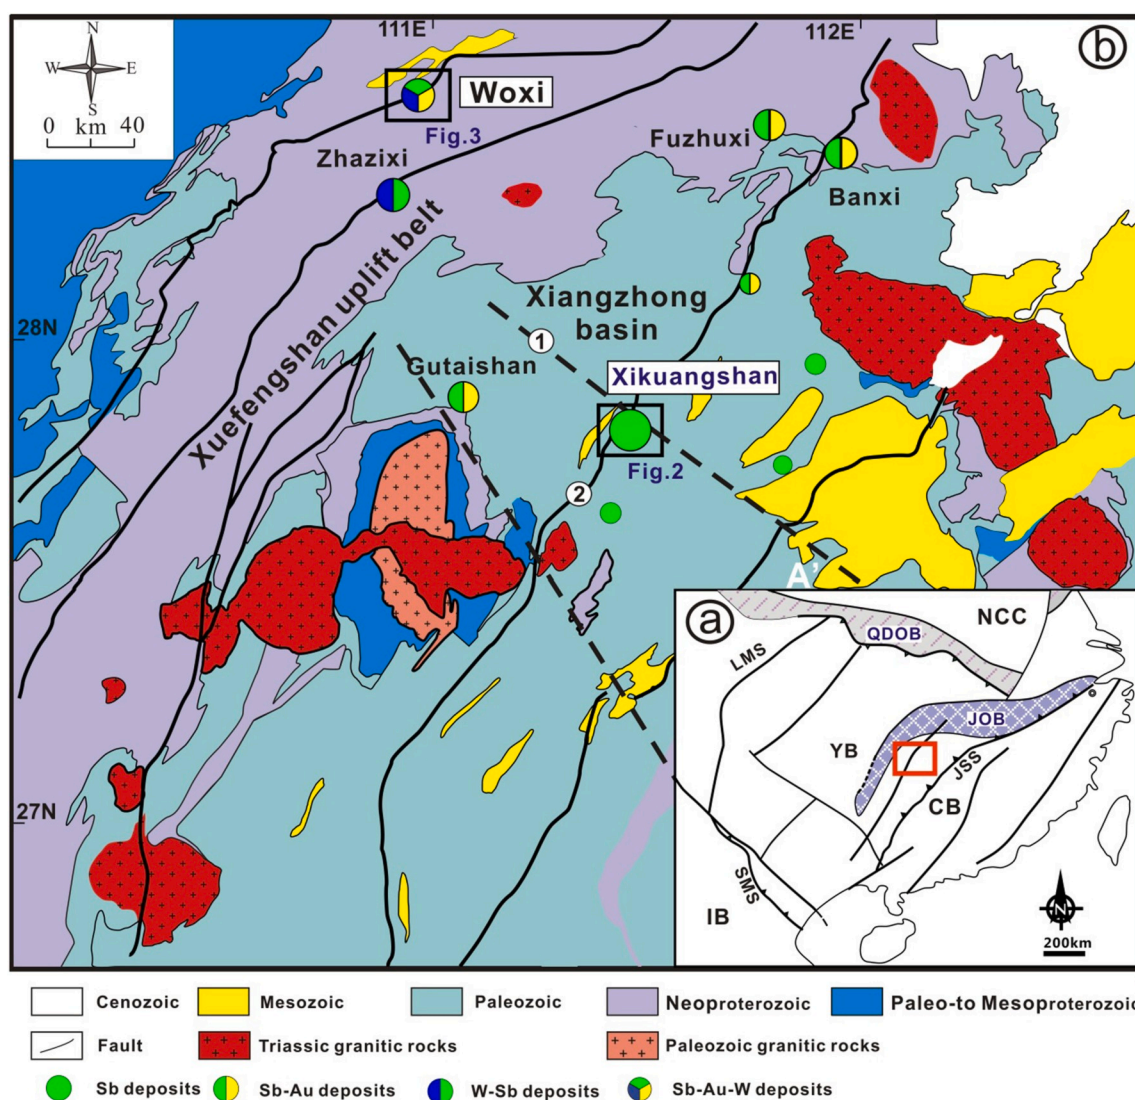 111E
112E
b
N
W
E
S
0 km 40
Woxi
Fig.3
Zhazixi
Fuzhuxi
Banxi
Xuefengshan uplift belt
Xiangzhong
basin
28N
1
Gutaishan
Xikuangshan
Fig.2
2
A'
27N
a
NCC
QDOB
LMS
JOB
YB
JSS
CB
SMS
IB
N
200km
Cenozoic
Mesozoic
Paleozoic
Neoproterozoic
Paleo-to Mesoproterozoic
Fault
Triassic granitic rocks
Paleozoic granitic rocks
Sb deposits
Sb-Au deposits
W-Sb deposits
Sb-Au-W deposits